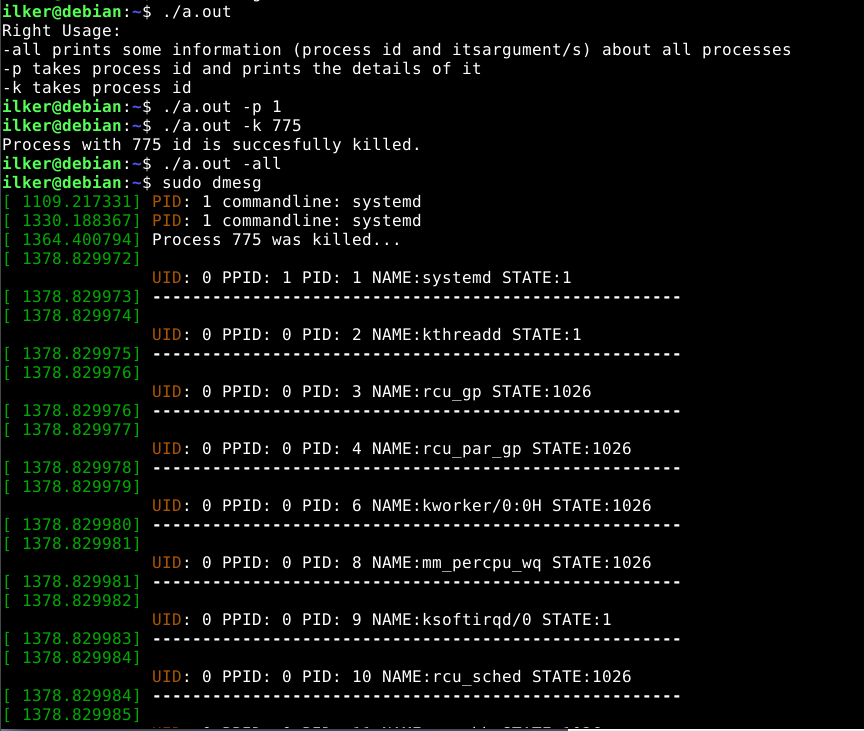 ilker@debian:~$ ./a.out
Right Usage:
-all prints some information (process id and itsargument/s) about all processes
-p takes process id and prints the details of it
-k takes process id
ilker@debian:~$ ./a.out -p 1
ilker@debian:~$ ./a.out -k 775
Process with 775 id is succesfully killed.
ilker@debian:~$ ./a.out -all
ilker@debian:~$ sudo dmesg
[ 1109.217331] PID: 1 commandline: systemd
[ 1330.188367] PID: 1 commandline: systemd
[ 1364.400794] Process 775 was killed...
[ 1378.829972]
UID: 0 PPID: 1 PID: 1 NAME:systemd STATE:1
[ 1378.829973] -----------------------------------------------------
[ 1378.829974]
UID: 0 PPID: 0 PID: 2 NAME:kthreadd STATE:1
[ 1378.829975] -----------------------------------------------------
[ 1378.829976]
UID: 0 PPID: 0 PID: 3 NAME:rcu_gp STATE:1026
[ 1378.829976] -----------------------------------------------------
[ 1378.829977]
UID: 0 PPID: 0 PID: 4 NAME:rcu_par_gp STATE:1026
[ 1378.829978] -----------------------------------------------------
[ 1378.829979]
UID: 0 PPID: 0 PID: 6 NAME:kworker/0:0H STATE:1026
[ 1378.829980] -----------------------------------------------------
[ 1378.829981]
UID: 0 PPID: 0 PID: 8 NAME:mm_percpu_wq STATE:1026
[ 1378.829981] -----------------------------------------------------
[ 1378.829982]
UID: 0 PPID: 0 PID: 9 NAME:ksoftirqd/0 STATE:1
[ 1378.829983] -----------------------------------------------------
[ 1378.829984]
UID: 0 PPID: 0 PID: 10 NAME:rcu_sched STATE:1026
[ 1378.829984] -----------------------------------------------------
[ 1378.829985]